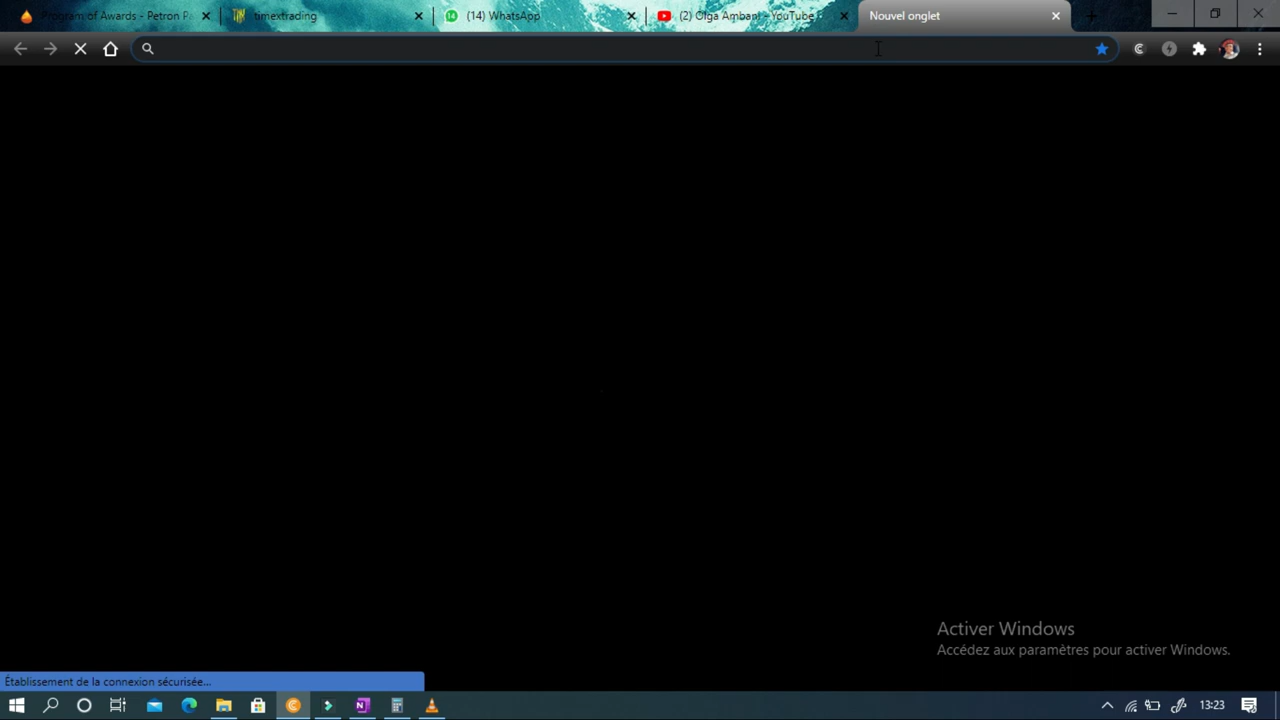 Program of Awards - Petron Pa
timextrading
(14) WhatsApp
(2) Olga Ambani - YouTube
Nouvel onglet
Activer Windows
Accédez aux paramètres pour activer Windows.
Établissement de la connexion sécurisée...
13:23